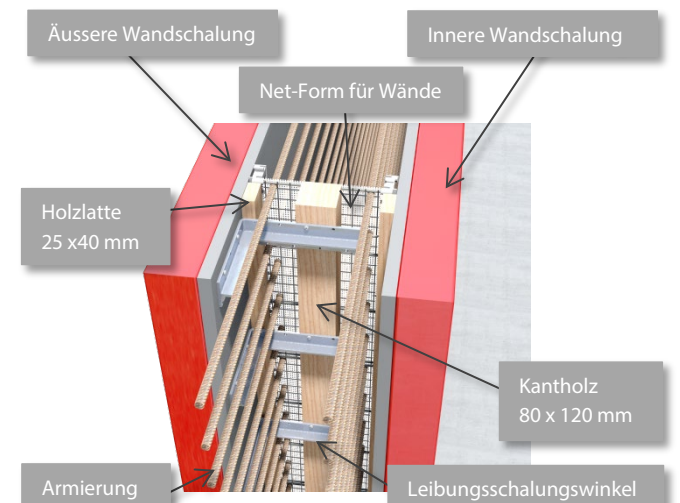 Äussere Wandschalung
Innere Wandschalung
Net-Form für Wände
Holzlatte
25 x40 mm
Kantholz
80 x 120 mm
Armierung
Leibungsschalungswinkel